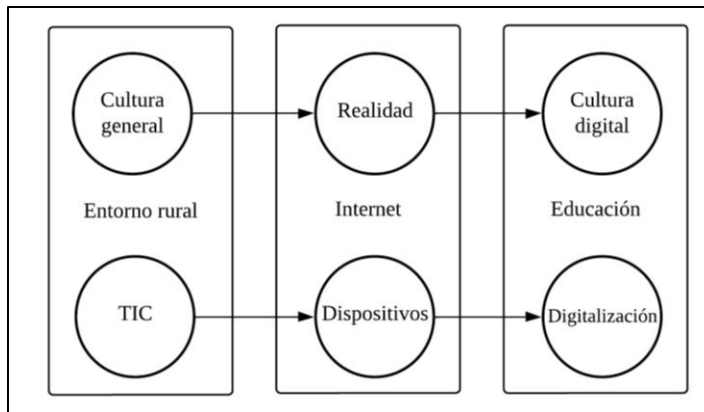 Cultura
general
Realidad
Cultura
digital
Entorno rural
Internet
Educación
TIC
Dispositivos
Digitalización